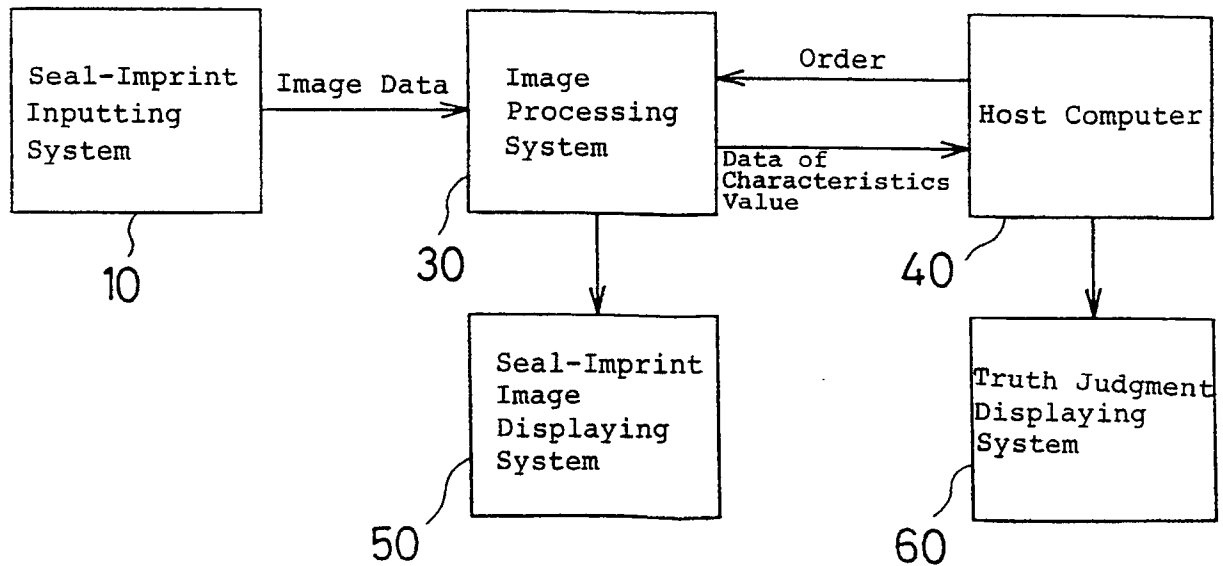 Seal-Imprint
Inputting
System
10
Image Data
Image
Processing
System
30
Order
Data of
Characteristics
Value
Host Computer
40
Seal-Imprint
Image
Displaying
System
50
Truth Judgment
Displaying
System
60